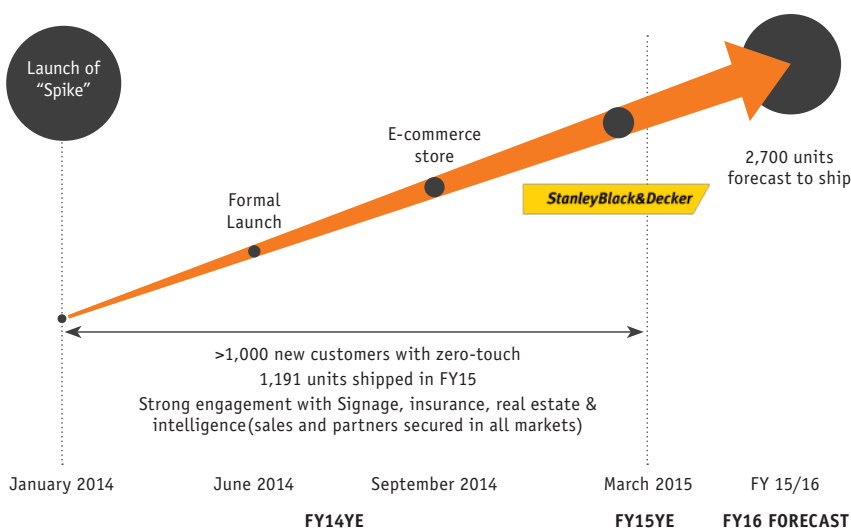 Launch of
“Spike”
Formal
Launch
E-commerce
store
StanleyBlack&Decker
2,700 units
forecast to ship
>1,000 new customers with zero-touch
1,191 units shipped in FY15
Strong engagement with Signage, insurance, real estate &
intelligence(sales and partners secured in all markets)
January 2014
June 2014
September 2014
March 2015
FY 15/16
FY14YE
FY15YE
FY16 FORECAST